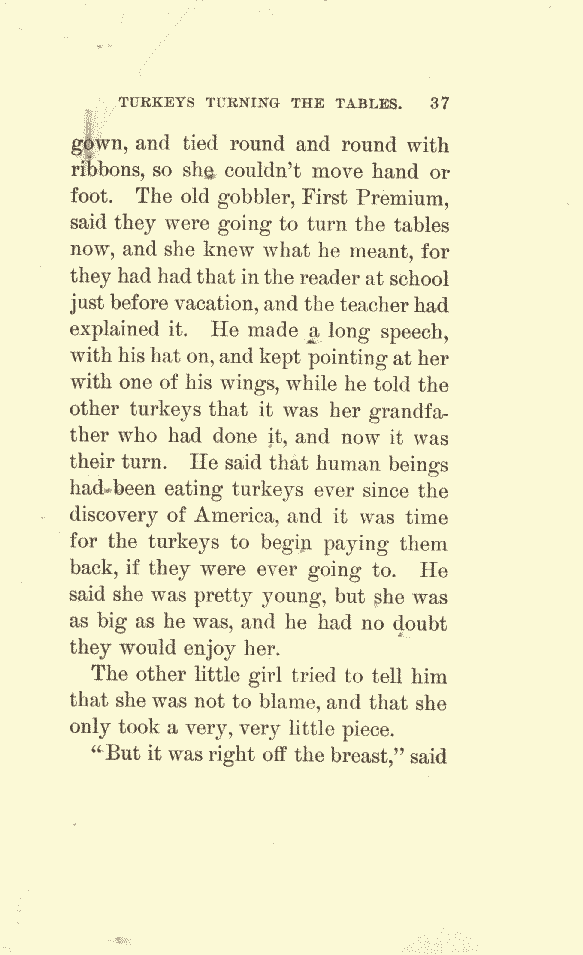 TURKEYS TURNING THE TABLES. 37
gown, and tied round and round with
ribbons, so she couldn't move hand or
foot. The old gobbler, First Premium,
said they were going to turn the tables
now, and she knew what he meant, for
they had had that in the reader at school
just before vacation, and the teacher had
explained it. He made a long speech,
with his hat on, and kept pointing at her
with one of his wings, while he told the
other turkeys that it was her grandfa-
ther who had done it, and now it was
their turn. He said that human beings
had been eating turkeys ever since the
discovery of America, and it was time
for the turkeys to begin paying them
back, if they were ever going to. He
said she was pretty young, but she was
as big as he was, and he had no doubt
they would enjoy her.
The other little girl tried to tell him
that she was not to blame, and that she
only took a very, very little piece.
"But it was right off the breast," said